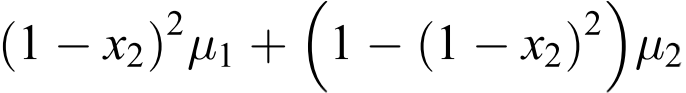 (1 − x₂)²μ₁ + (1 − (1 − x₂)²)μ₂